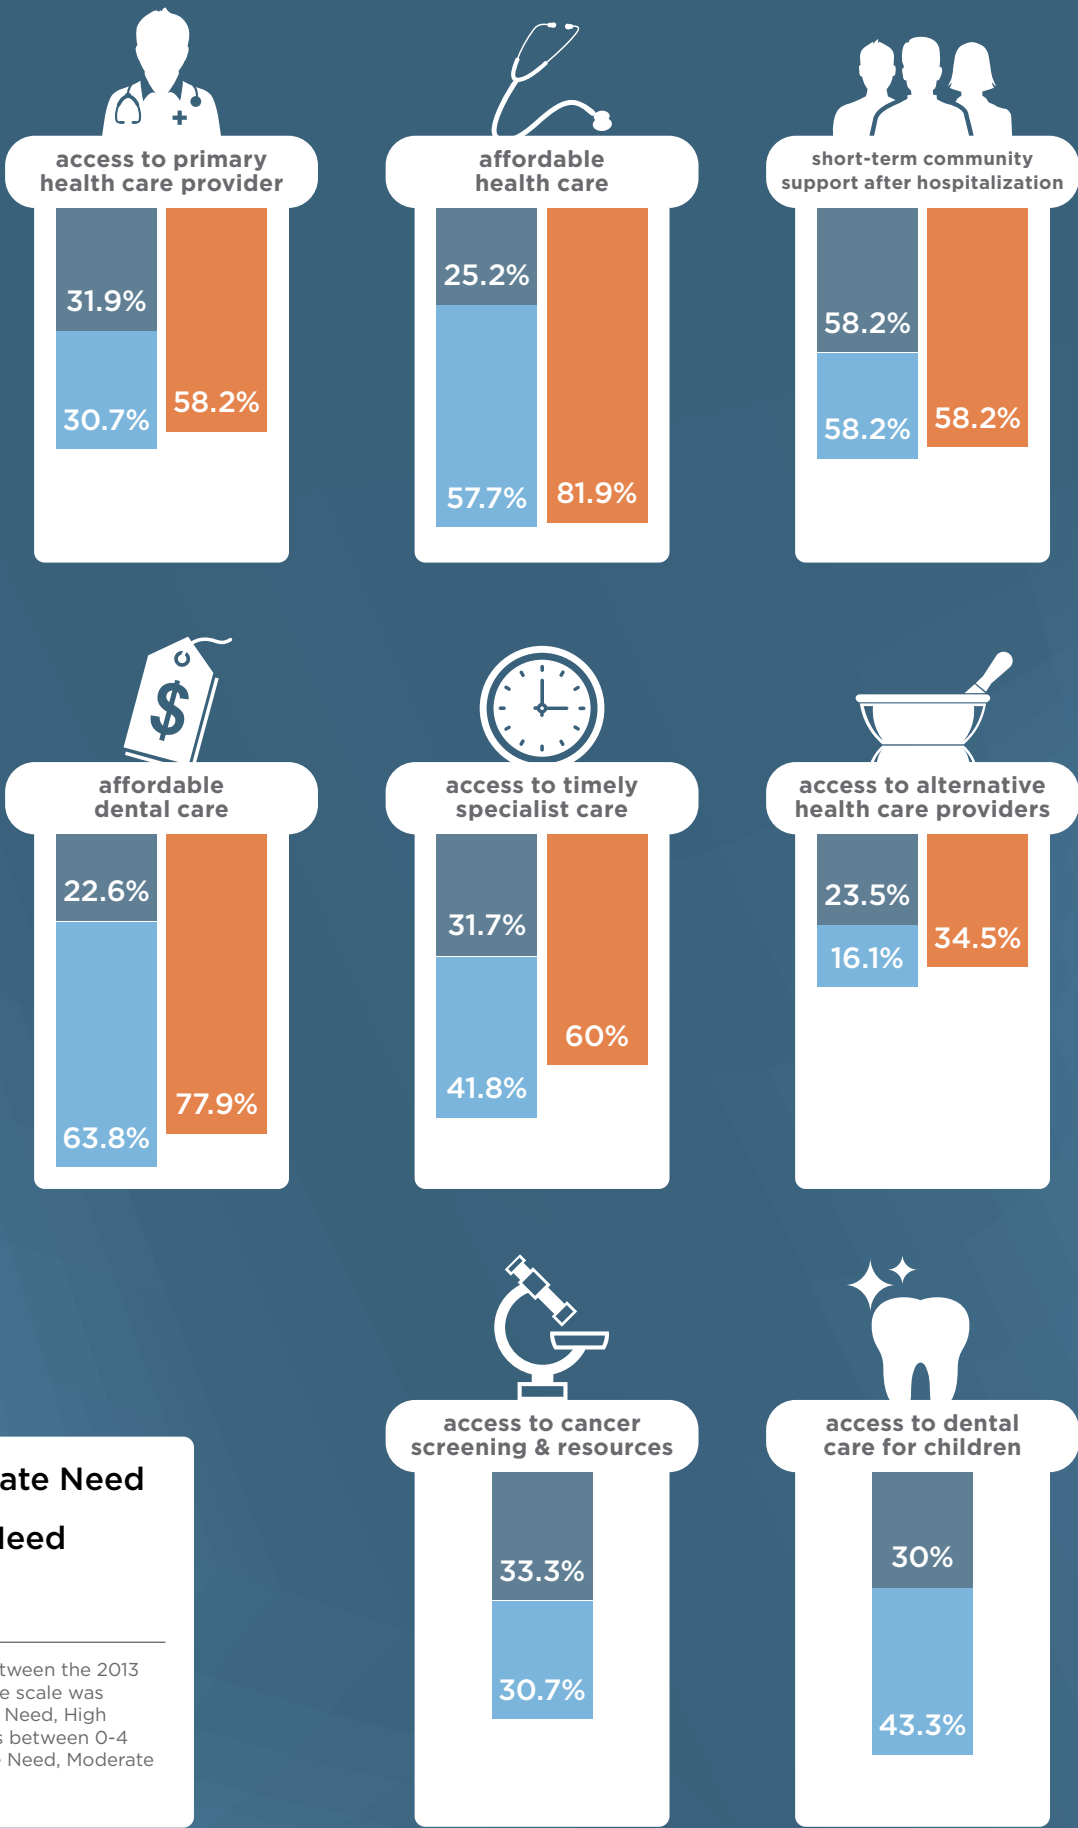 access to primary
health care provider
31.9%
30.7%
58.2%
affordable
health care
25.2%
57.7%
81.9%
short-term community
support after hospitalization
58.2%
58.2%
58.2%
$
affordable
dental care
22.6%
63.8%
77.9%
access to timely
specialist care
31.7%
41.8%
60%
access to alternative
health care providers
23.5%
16.1%
34.5%
access to cancer
screening & resources
33.3%
30.7%
access to dental
care for children
30%
43.3%
ate Need
Need
tween the 2013
e scale was
Need, High
s between 0-4
Need, Moderate